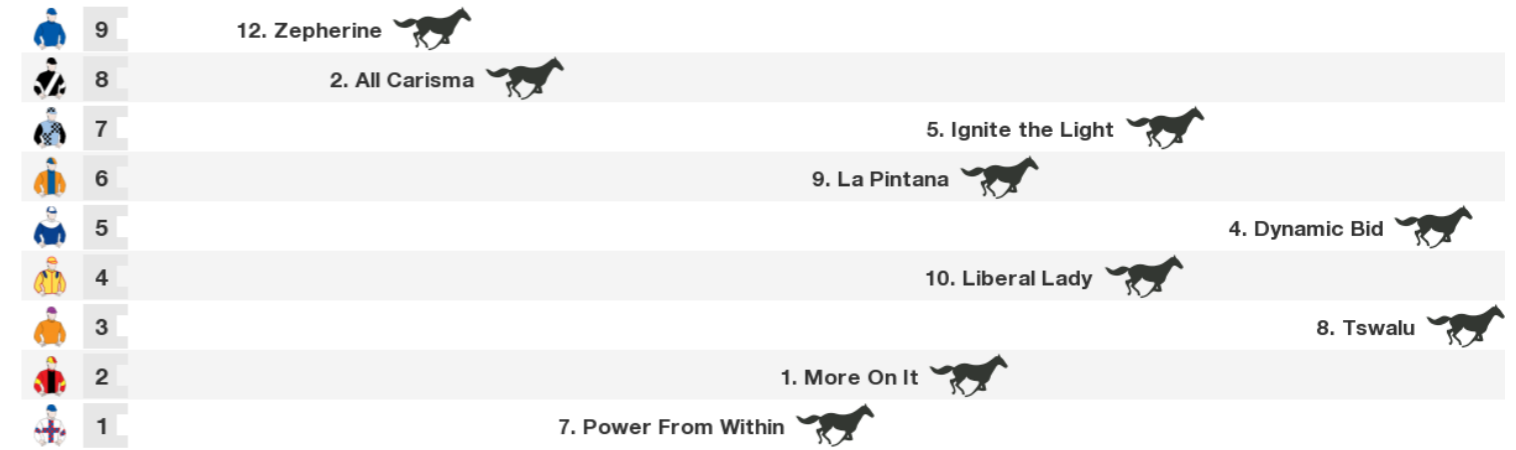 9 12. Zepherine
8 2. All Carisma
7 5. Ignite the Light
6 9. La Pintana
5 4. Dynamic Bid
4 10. Liberal Lady
3 8. Tswalu
2 1. More On It
1 7. Power From Within